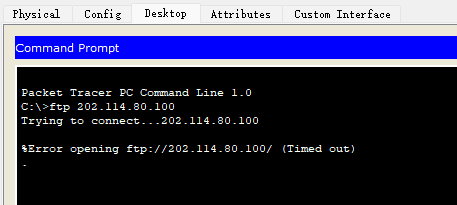 Physical Config Desktop Attributes Custom Interface
Command Prompt
Packet Tracer PC Command Line 1.0
C:\>ftp 202.114.80.100
Trying to connect...202.114.80.100
%Error opening ftp://202.114.80.100/ (Timed out)
.